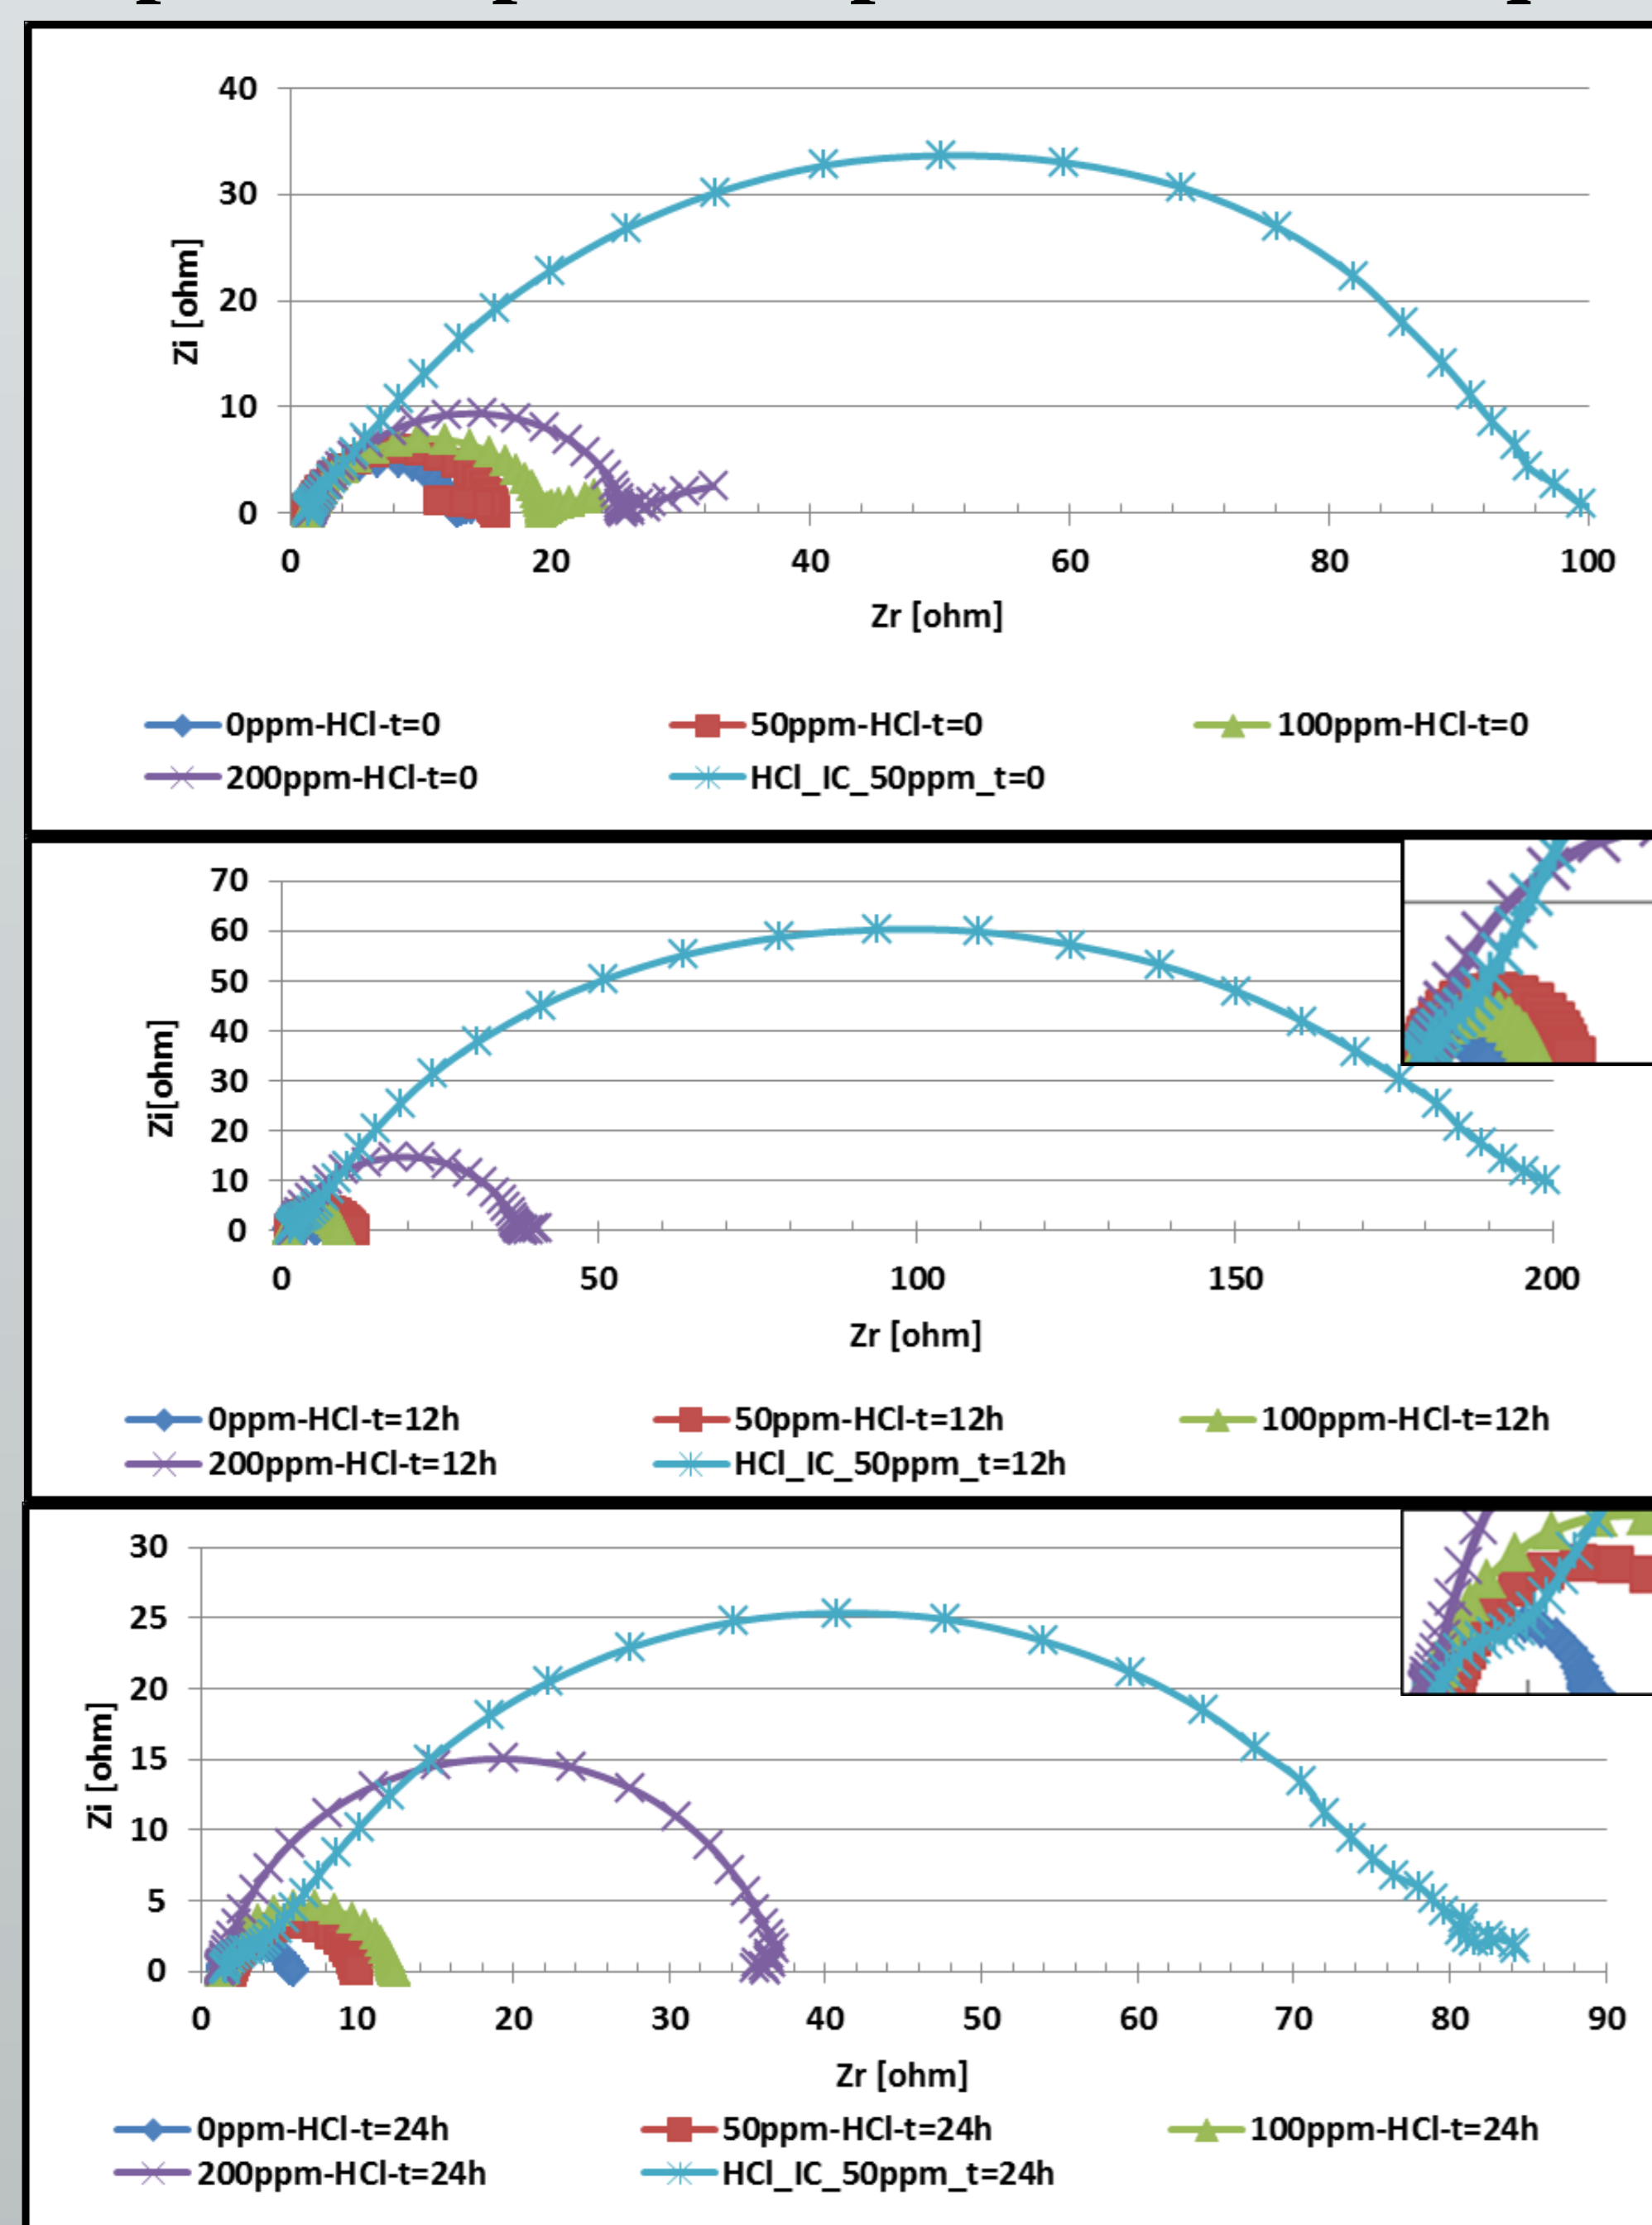 40
30
20
10
0
Zi [ohm]
0 20 40 60 80 100
Zr [ohm]
0ppm-HCl-t=0 50ppm-HCl-t=0 100ppm-HCl-t=0
200ppm-HCl-t=0 HCl_IC_50ppm_t=0
70
60
50
40
30
20
10
0
Zi[ohm]
0 50 100 150 200
Zr [ohm]
0ppm-HCl-t=12h 50ppm-HCl-t=12h 100ppm-HCl-t=12h
200ppm-HCl-t=12h HCl_IC_50ppm_t=12h
30
25
20
15
10
5
0
Zi [ohm]
0 10 20 30 40 50 60 70 80 90
Zr [ohm]
0ppm-HCl-t=24h 50ppm-HCl-t=24h 100ppm-HCl-t=24h
200ppm-HCl-t=24h HCl_IC_50ppm_t=24h